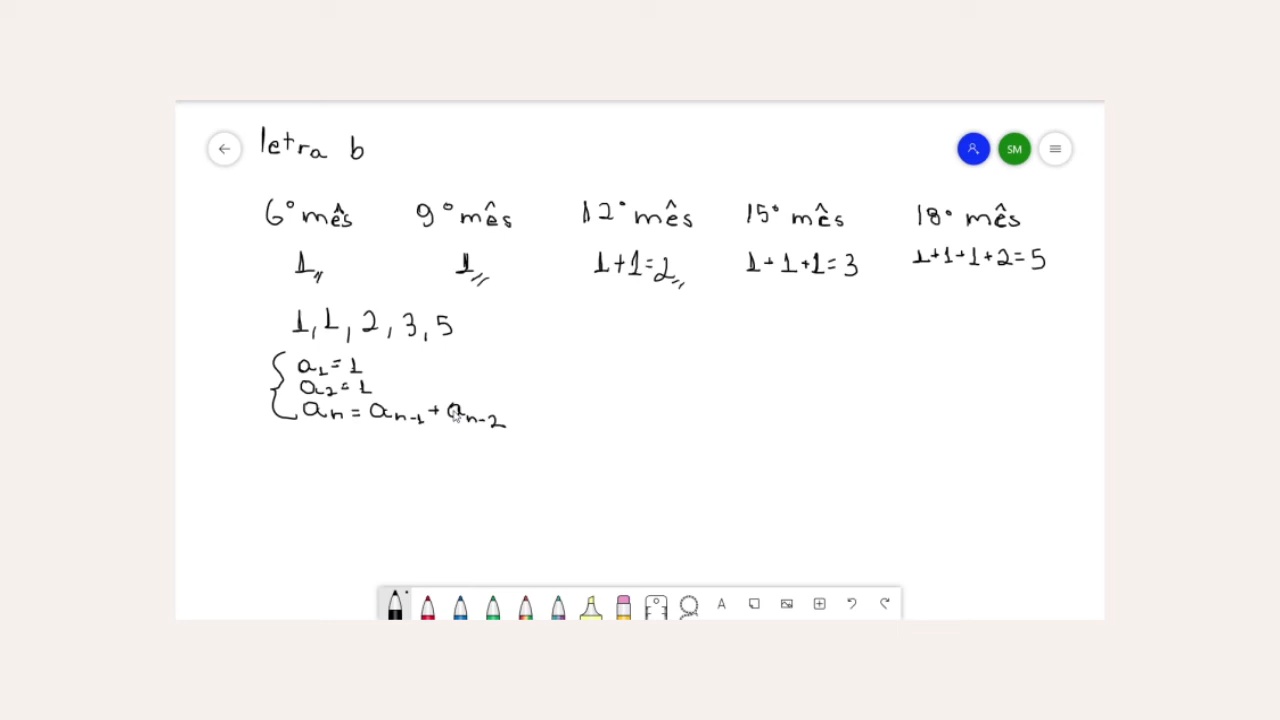 letra b
SM
6° mês 9° mês 12° mês 15° mês 18° mês
1,, 1,, 1+1=2,, 1+1+1=3 1+1+1+2=5
1, 1, 2, 3, 5
a₁ = 1
a₂ = 1
aₙ = aₙ₋₁ + aₙ₋₂
A